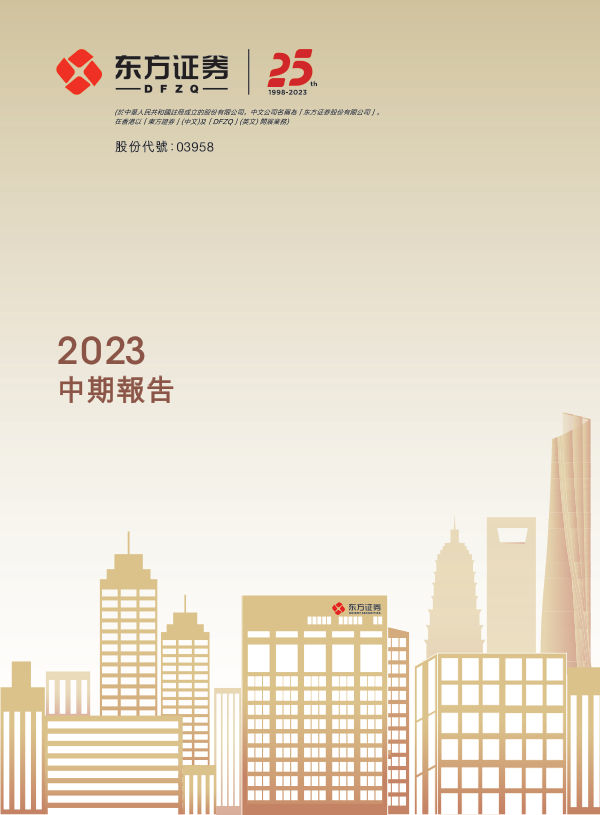 东方证券
DFZQ
25th
1998-2023
(於中華人民共和國註冊成立的股份有限公司，中文公司名稱為「东方证券股份有限公司」，
在香港以「東方證券」(中文)及「DFZQ」(英文)開展業務)
股份代號：03958
2023
中期報告
东方证券